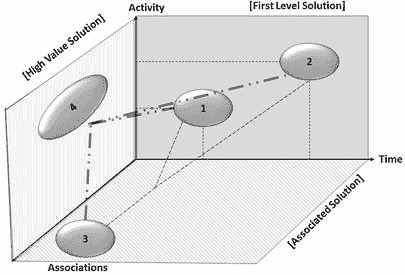 Activity
[First Level Solution]
[High Value Solution]
2
4
1
Time
[Associated Solution]
3
Associations